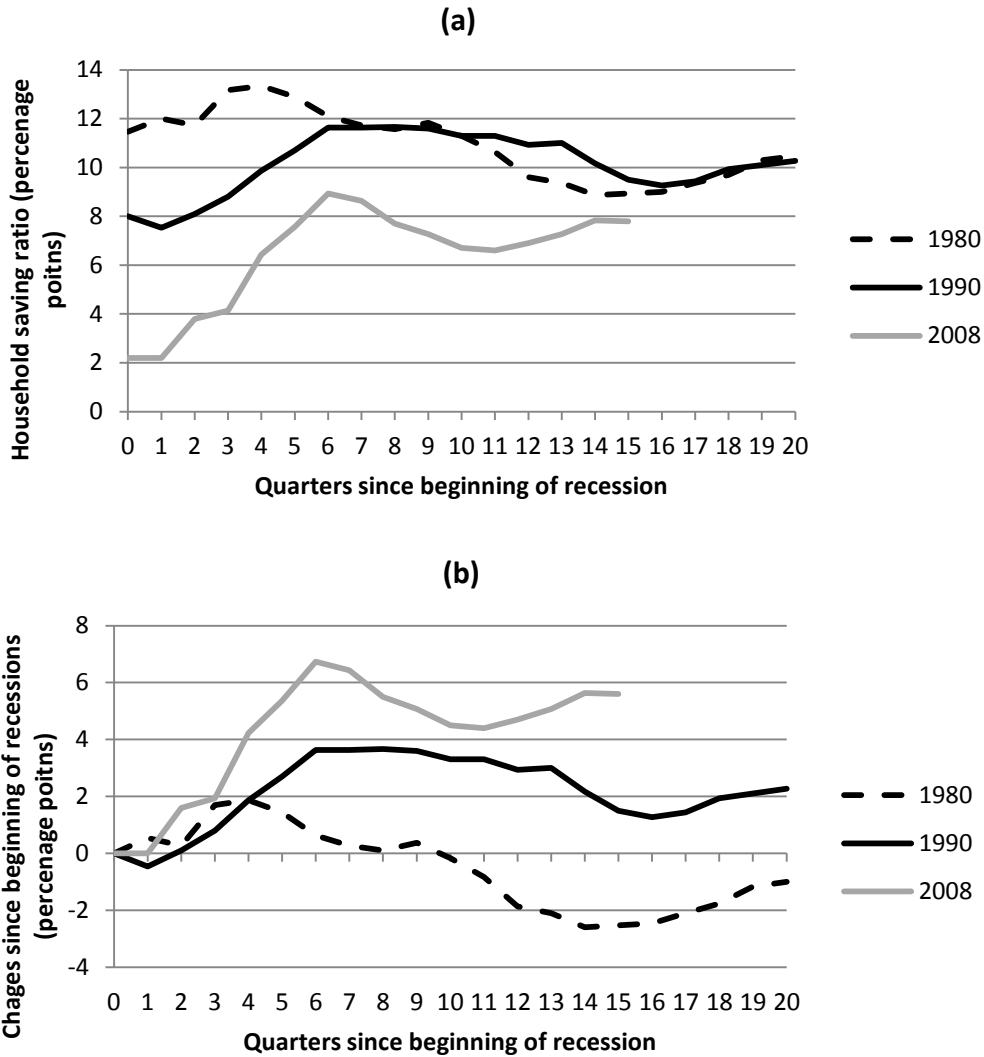 (a)
Household saving ratio (percenage
poitns)
14
12
10
8
6
4
2
0
0 1 2 3 4 5 6 7 8 9 10 11 12 13 14 15 16 17 18 19 20
Quarters since beginning of recession
1980
1990
2008
(b)
Chages since beginning of recessions
(percenage poitns)
8
6
4
2
0
-2
-4
0 1 2 3 4 5 6 7 8 9 10 11 12 13 14 15 16 17 18 19 20
Quarters since beginning of recession
1980
1990
2008